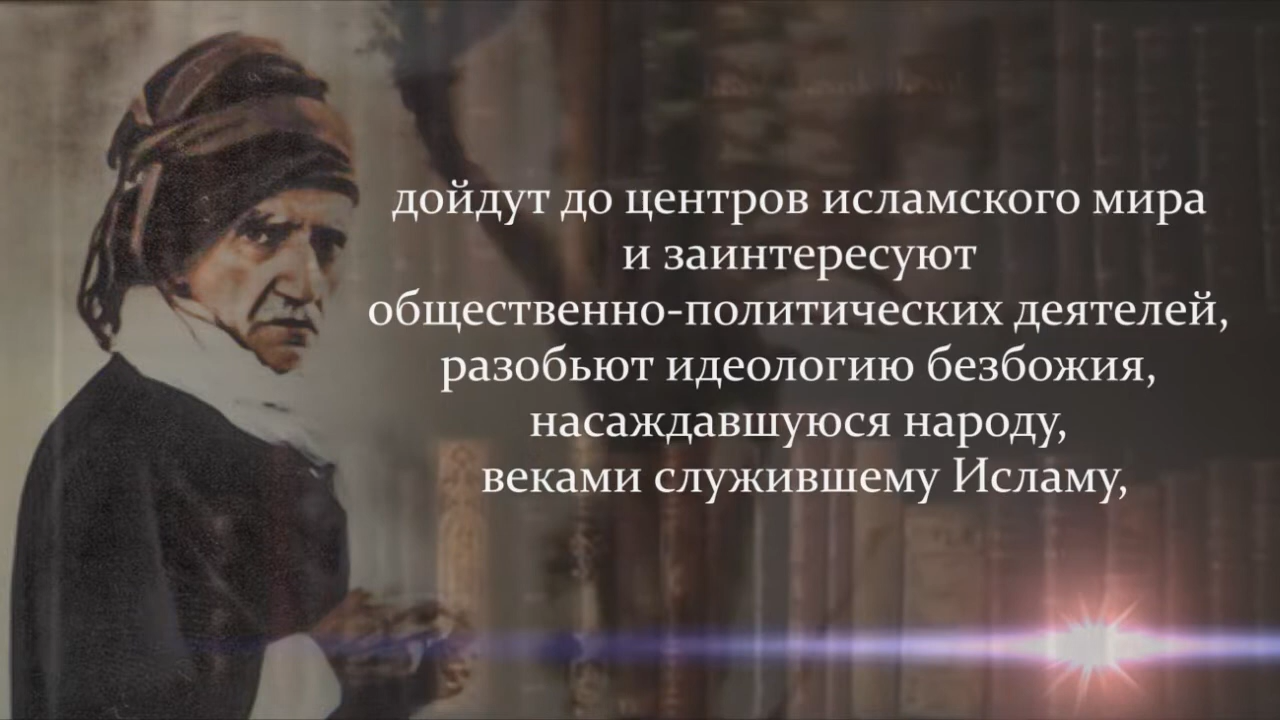 дойдут до центров исламского мира
и заинтересуют
общественно-политических деятелей,
разобьют идеологию безбожия,
насаждавшуюся народу,
веками служившему Исламу,